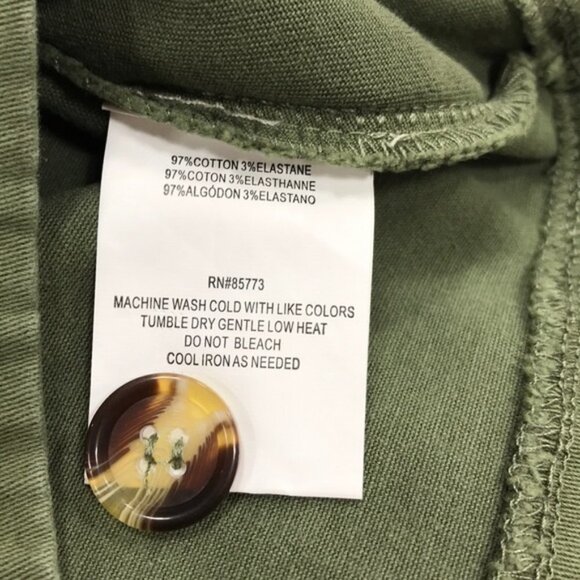 97%COTTON 3%ELASTANE
97%COTON 3%ELASTHANNE
97%ALGÓDON 3%ELASTANO
RN#85773
MACHINE WASH COLD WITH LIKE COLORS
TUMBLE DRY GENTLE LOW HEAT
DO NOT BLEACH
COOL IRON AS NEEDED